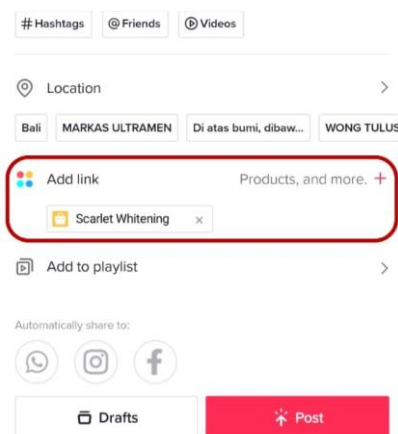 # Hashtags @ Friends Videos
Location
Bali MARKAS ULTRAMEN Di atas bumi, dibaw... WONG TULUS
Add link Products, and more. +
Scarlet Whitening ×
Add to playlist
Automatically share to:
Drafts Post